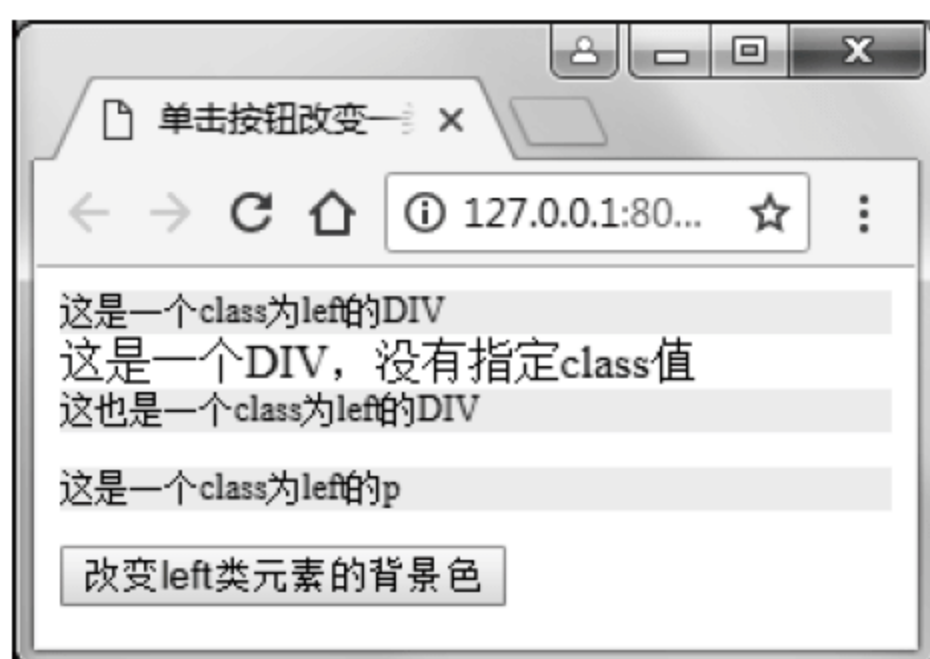 单击按钮改变一
127.0.0.1:80...
这是一个class为left的DIV
这是一个DIV，没有指定class值
这也是一个class为left的DIV
这是一个class为left的p
改变left类元素的背景色